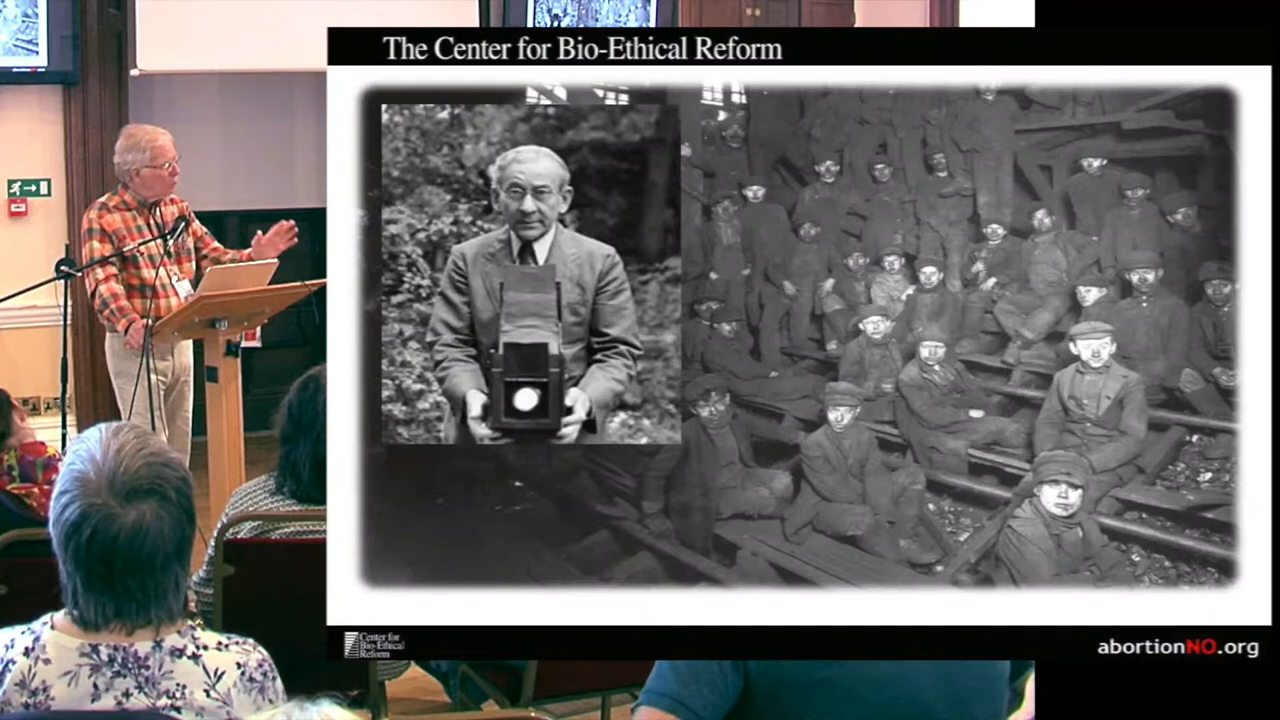 The Center for Bio-Ethical Reform
Center for
Bio-Ethical
Reform
abortionNO.org